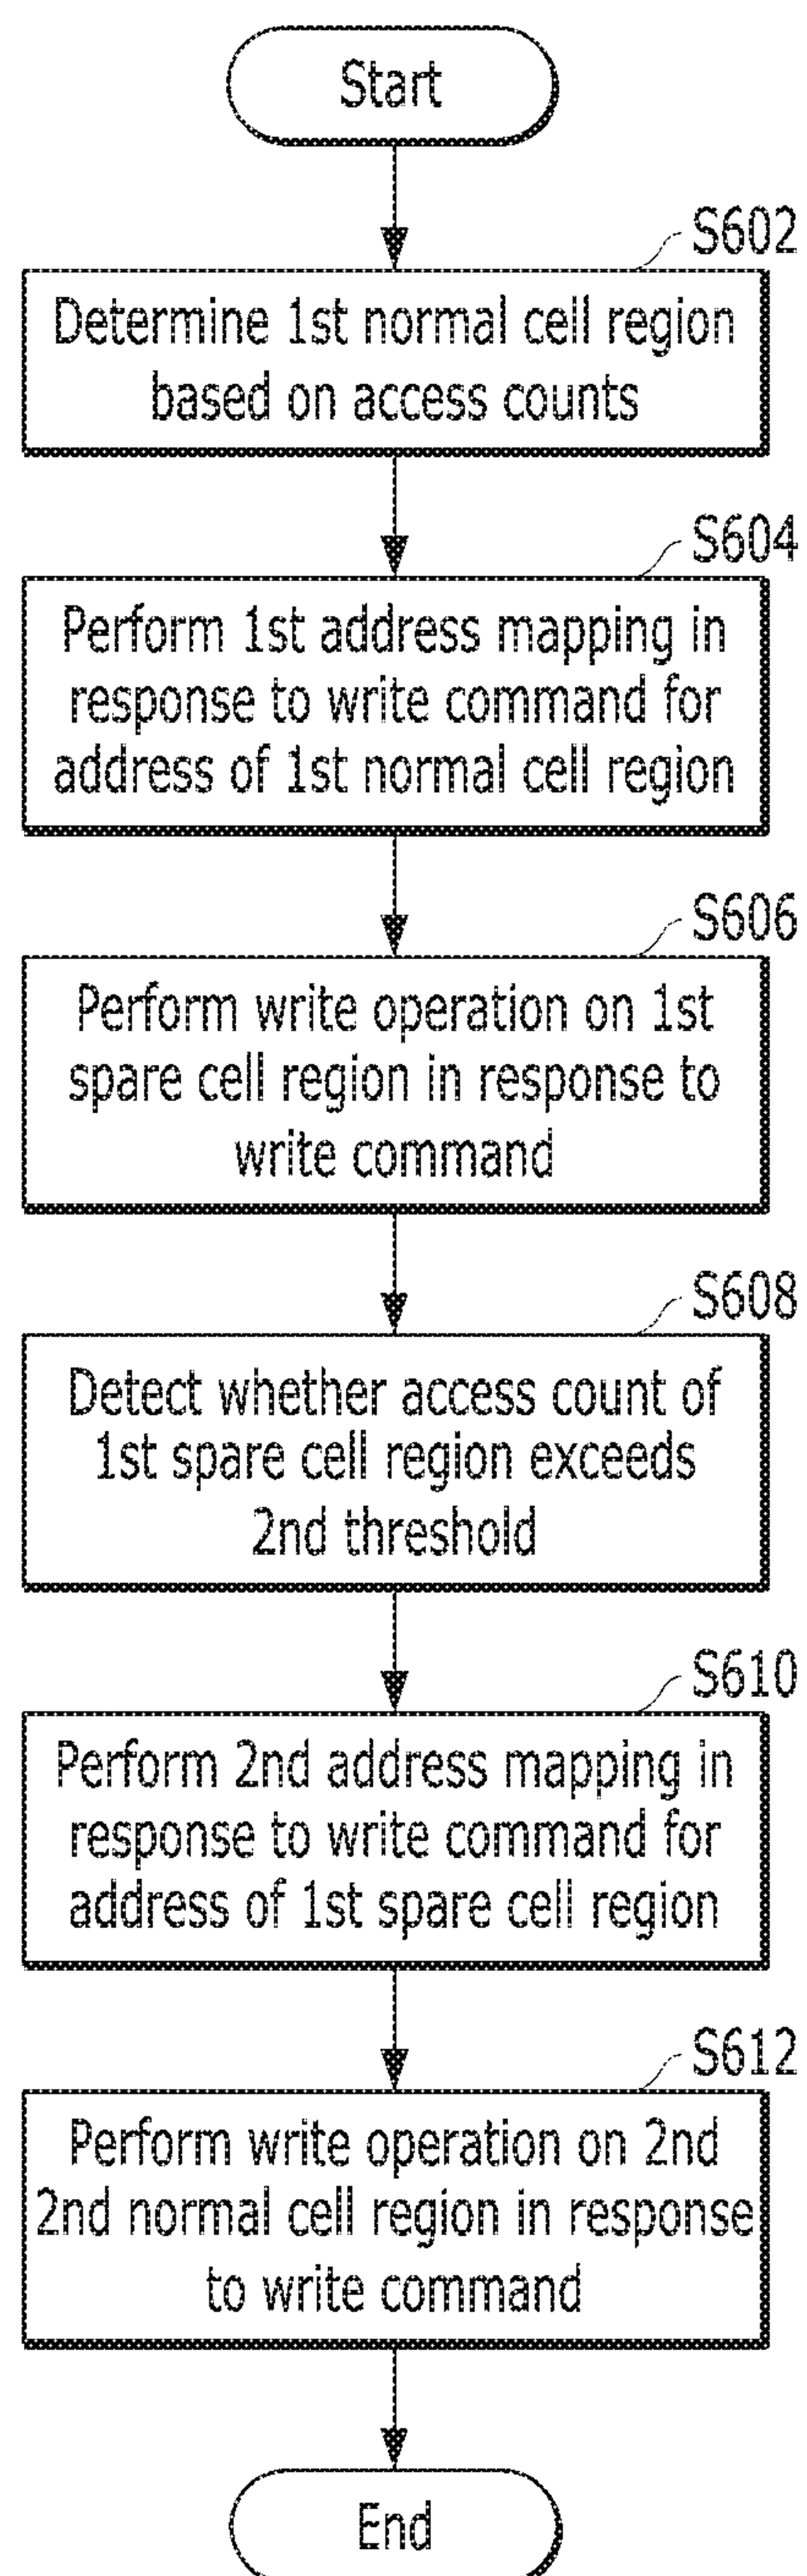 Start
S602
Determine 1st normal cell region
based on access counts
S604
Perform 1st address mapping in
response to write command for
address of 1st normal cell region
S606
Perform write operation on 1st
spare cell region in response to
write command
S608
Detect whether access count of
1st spare cell region exceeds
2nd threshold
S610
Perform 2nd address mapping in
response to write command for
address of 1st spare cell region
S612
Perform write operation on 2nd
2nd normal cell region in response
to write command
End